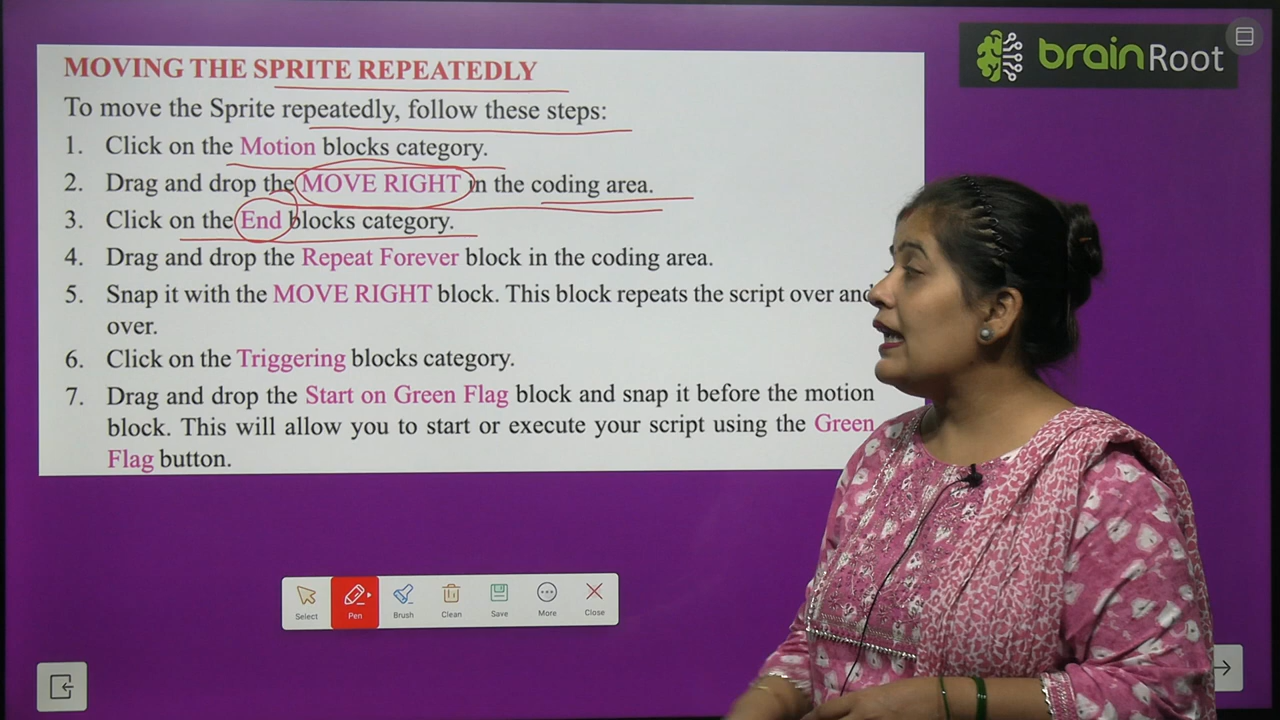 brainRoot
MOVING THE SPRITE REPEATEDLY
To move the Sprite repeatedly, follow these steps:
1. Click on the Motion blocks category.
2. Drag and drop the MOVE RIGHT in the coding area.
3. Click on the End blocks category.
4. Drag and drop the Repeat Forever block in the coding area.
5. Snap it with the MOVE RIGHT block. This block repeats the script over and
over.
6. Click on the Triggering blocks category.
7. Drag and drop the Start on Green Flag block and snap it before the motion
block. This will allow you to start or execute your script using the Green
Flag button.
Select Pen Brush Clean Save More Close